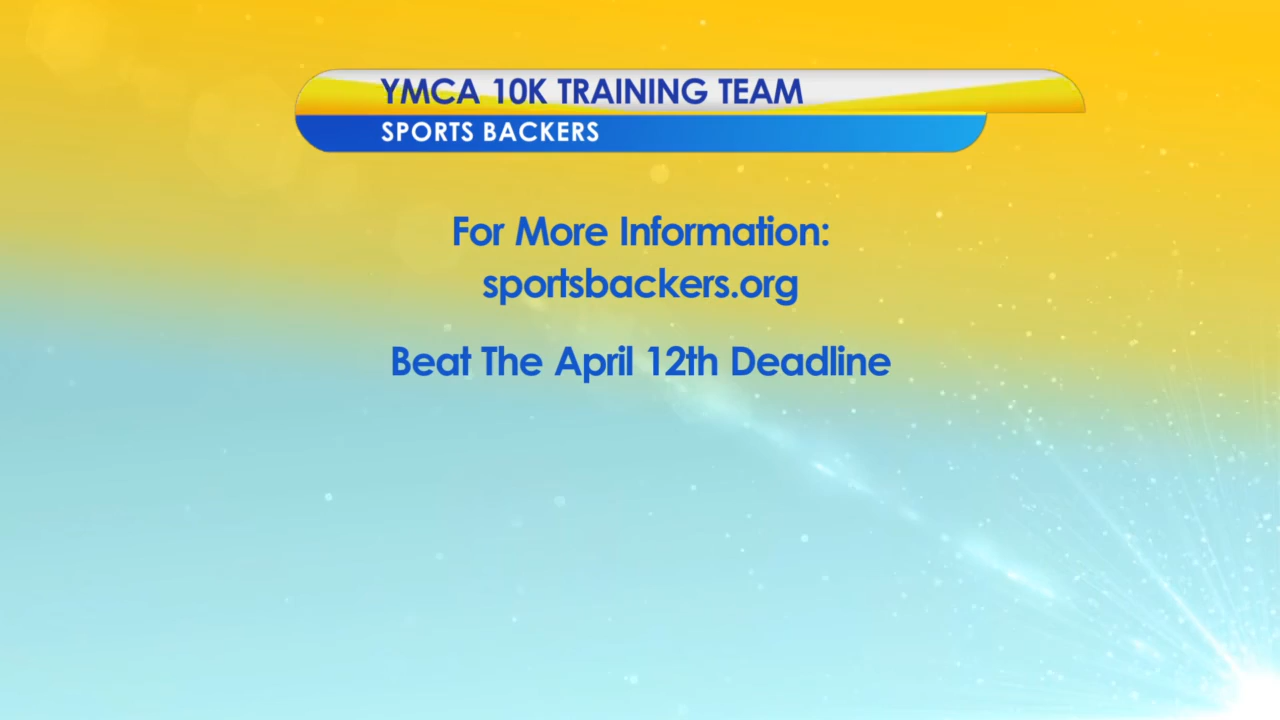 YMCA 10K TRAINING TEAM
SPORTS BACKERS
For More Information:
sportsbackers.org
Beat The April 12th Deadline